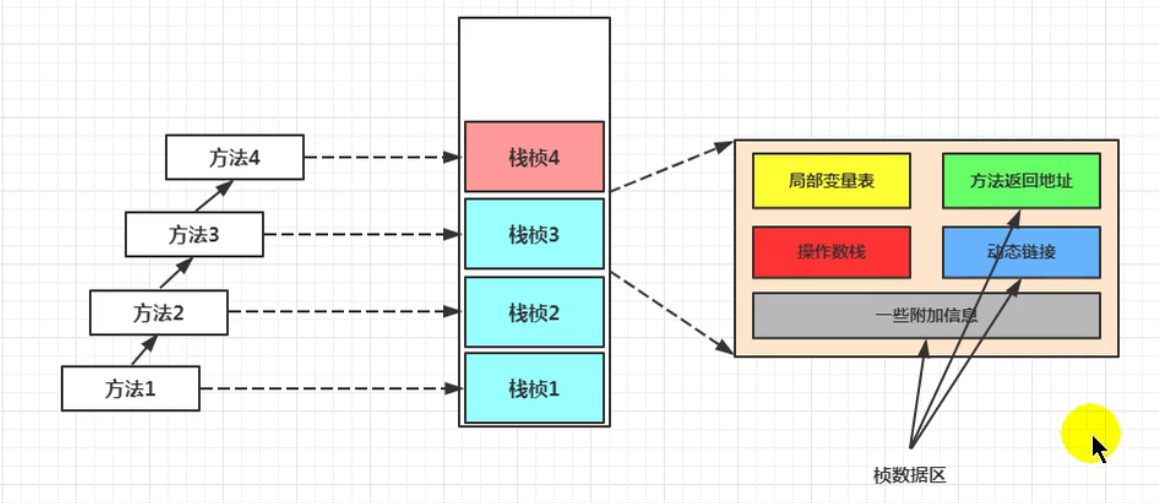 方法4
栈桢4
局部变量表
方法返回地址
方法3
栈桢3
操作数栈
动态链接
方法2
栈桢2
一些附加信息
方法1
栈桢1
桢数据区